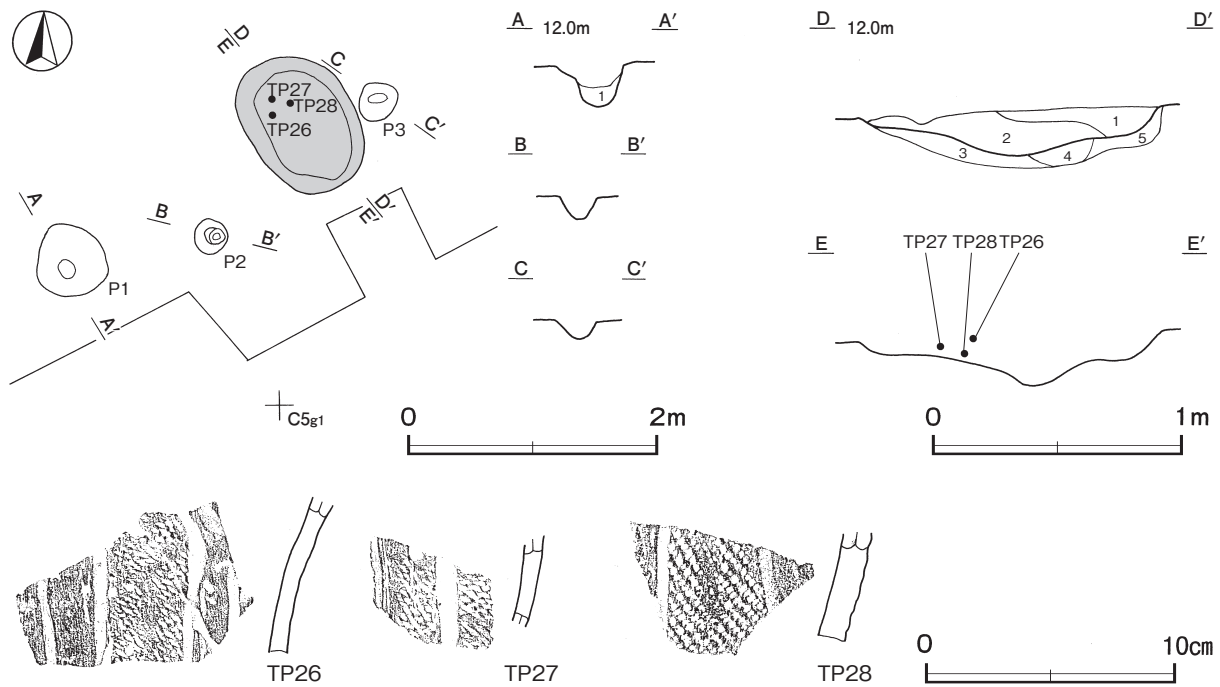 A 12.0m A′
D 12.0m D′
D
E
C
TP27
TP28
TP26
P3
C′
1
1
2
3
4
5
B B′
A
B
B′
P2
D′
E′
P1
A′
TP27 TP28 TP26
E E′
C C′
C5g1
0 2m
0 1m
TP26
TP27
TP28
0 10cm